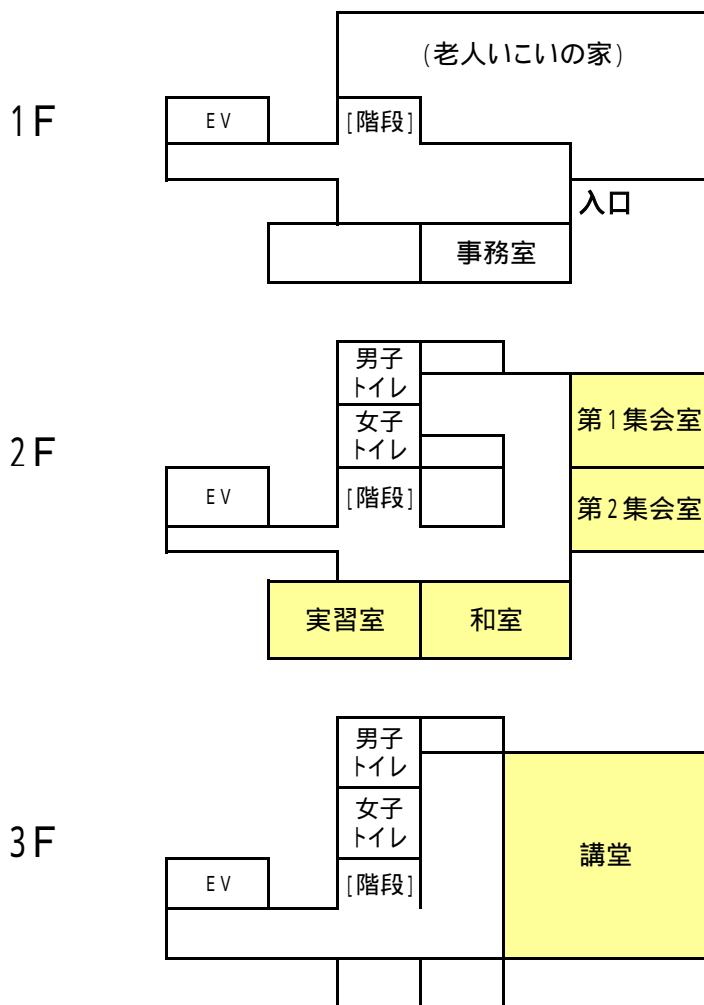 (老人いこいの家)
1F
EV
[階段]
入口
事務室
男子
トイレ
女子
トイレ
第1集会室
2F
EV
[階段]
第2集会室
実習室
和室
男子
トイレ
女子
トイレ
3F
講堂
EV
[階段]